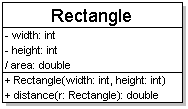 Rectangle
- width: int
- height: int
/ area: double
+ Rectangle(width: int, height: int)
+ distance(r: Rectangle): double